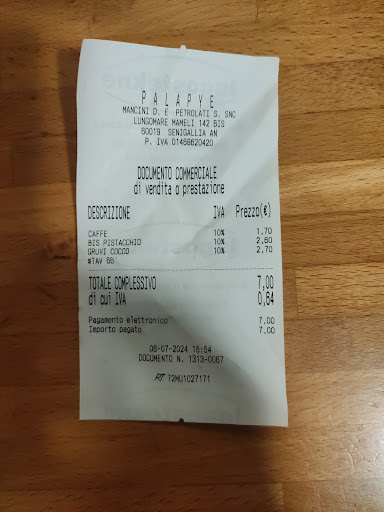 PALAPYE
MANCINI D. E PETROLATI S. SNC
LUNGOMARE MAMELI 142 BIS
60019 SENIGALLIA AN
P. IVA 01468620420
DOCUMENTO COMMERCIALE
di vendita o prestazione
DESCRIZIONE IVA Prezzo(€)
CAFFE 10% 1,70
BIS PISTACCHIO 10% 2,60
GRUVI COCCO 10% 2,70
#TAV 66
TOTALE COMPLESSIVO 7,00
di cui IVA 0,64
Pagamento elettronico 7,00
Importo pagato 7,00
06-07-2024 15:54
DOCUMENTO N. 1313-0067
RT 72MU1027171